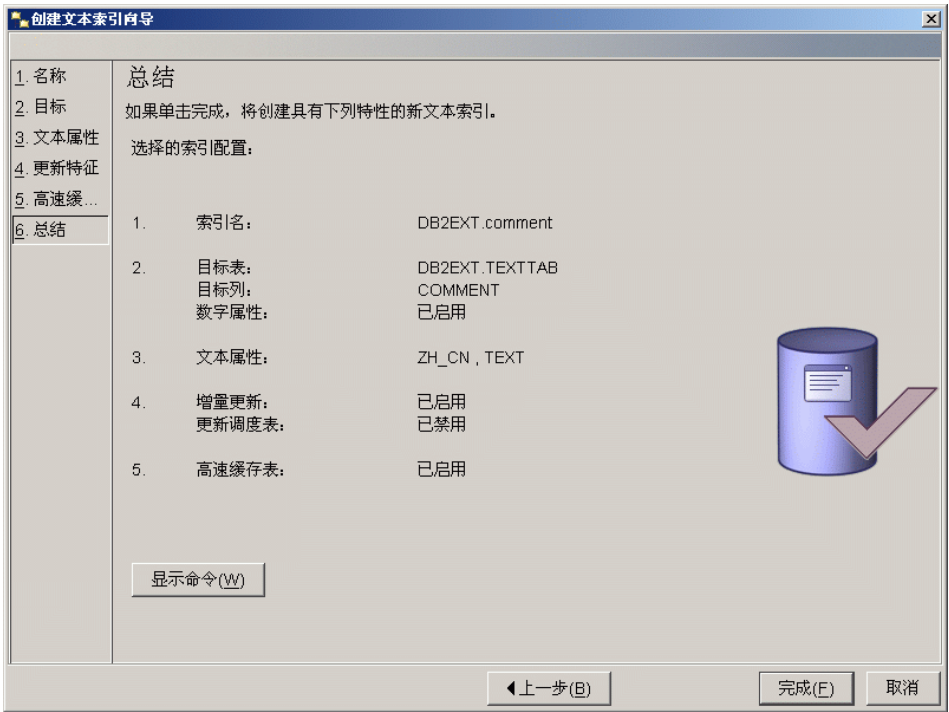 创建文本索引向导
1. 名称
2. 目标
3. 文本属性
4. 更新特征
5. 高速缓...
6. 总结
总结
如果单击完成，将创建具有下列特性的新文本索引。
选择的索引配置：
1. 索引名： DB2EXT.comment
2. 目标表： DB2EXT.TEXTTAB
目标列： COMMENT
数字属性： 已启用
3. 文本属性： ZH_CN , TEXT
4. 增量更新： 已启用
更新调度表： 已禁用
5. 高速缓存表： 已启用
显示命令(W)
上一步(B) 完成(F) 取消